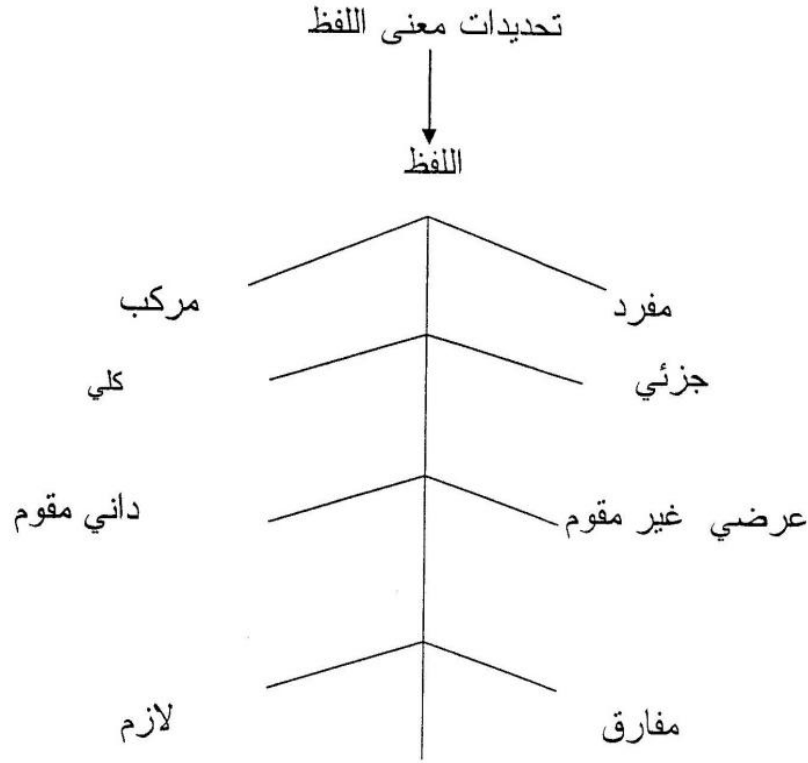 تحديدات معنى اللفظ
اللفظ
مفرد مركب
جزئي كلي
عرضي غير مقوم داني مقوم
مفارق لازم